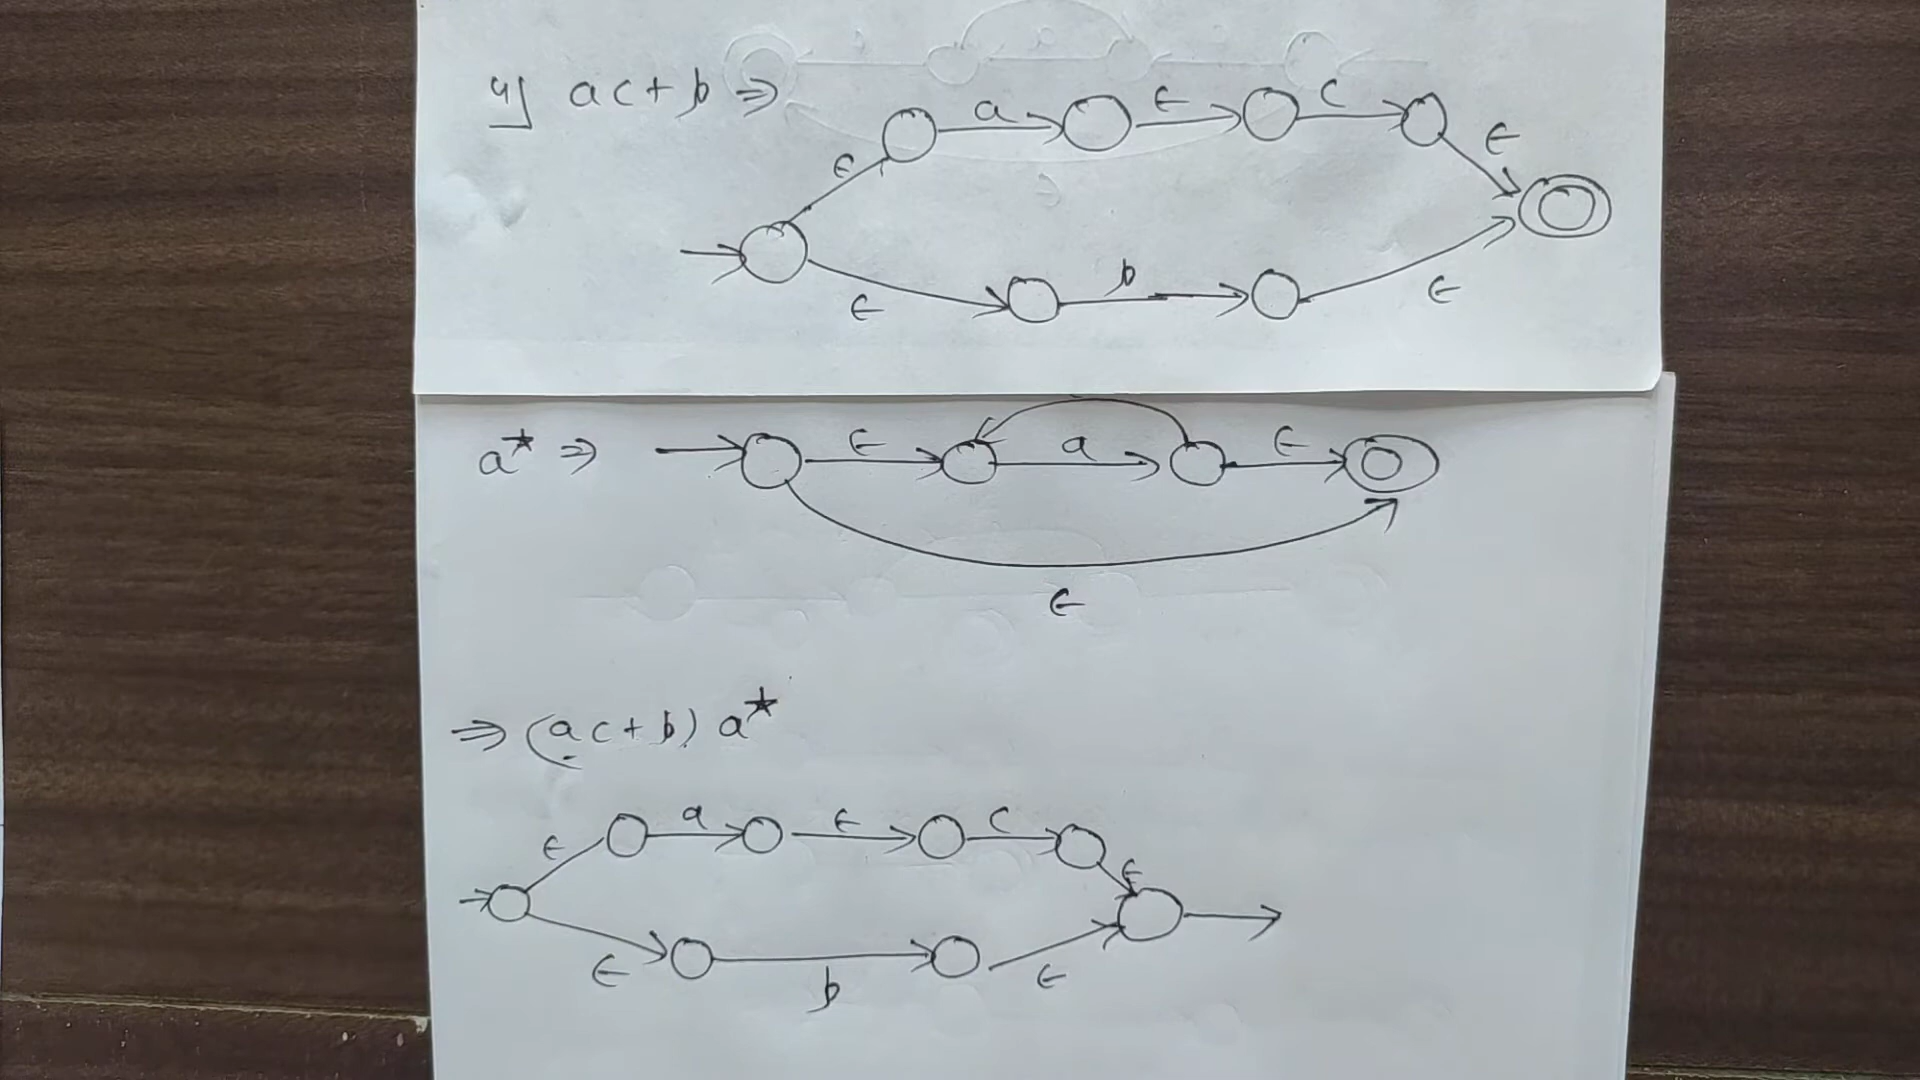 4] ac+b ⇒
ϵ a ϵ c ϵ
ϵ b ϵ
a* ⇒
ϵ a ϵ
ϵ
⇒ (ac+b) a*
ϵ a ϵ c ϵ
ϵ b ϵ